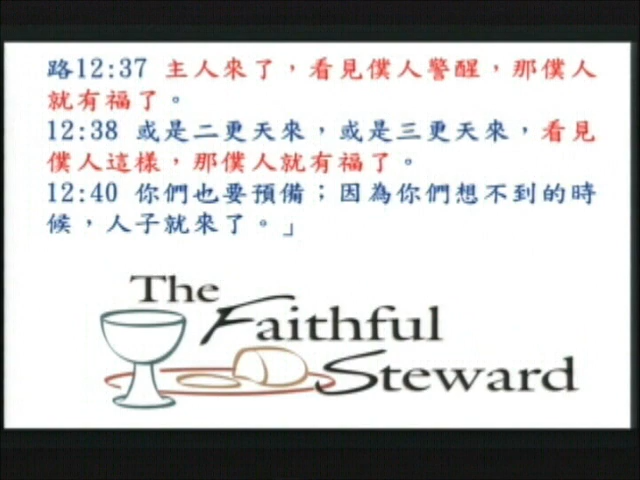 路12:37 主人來了，看見僕人警醒，那僕人
就有福了。
12:38 或是二更天來，或是三更天來，看見
僕人這樣，那僕人就有福了。
12:40 你們也要預備；因為你們想不到的時
候，人子就來了。」
The
Faithful
Steward